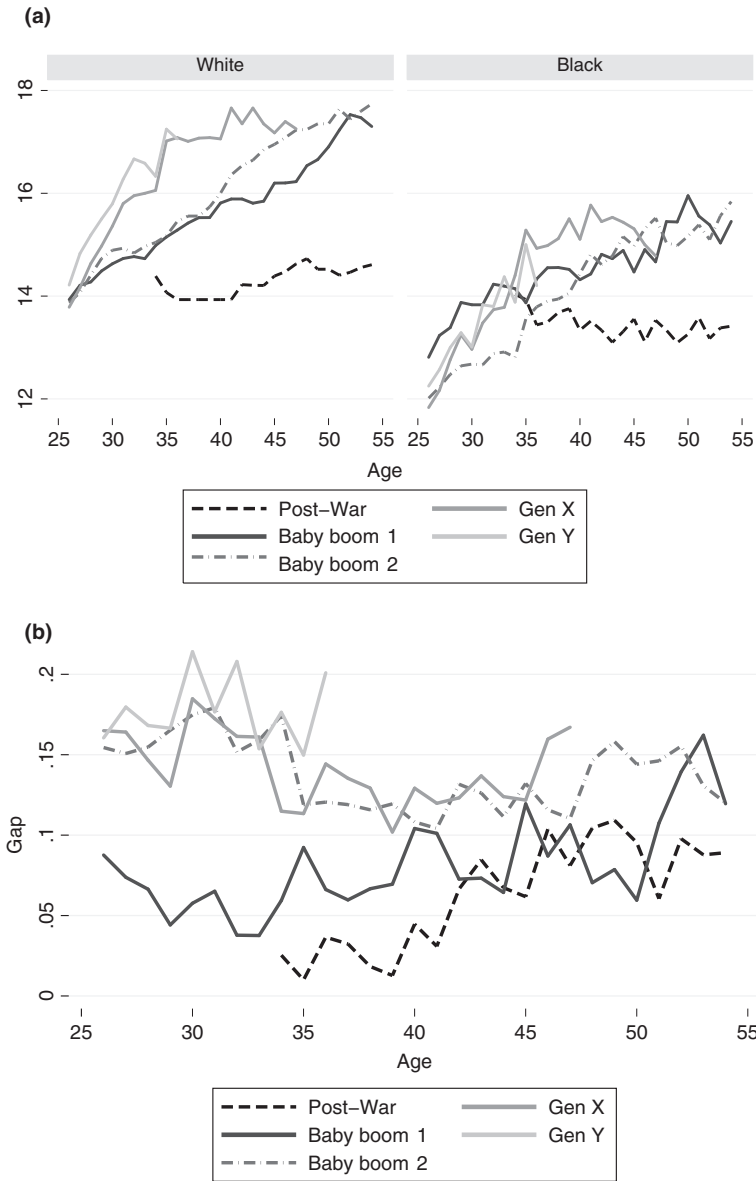 (a)
White Black
18
16
14
12
25 30 35 40 45 50 55 25 30 35 40 45 50 55
Age
Post–War Gen X
Baby boom 1 Gen Y
Baby boom 2
(b)
.2
.15
.1
.05
0
Gap
25 30 35 40 45 50 55
Age
Post–War Gen X
Baby boom 1 Gen Y
Baby boom 2